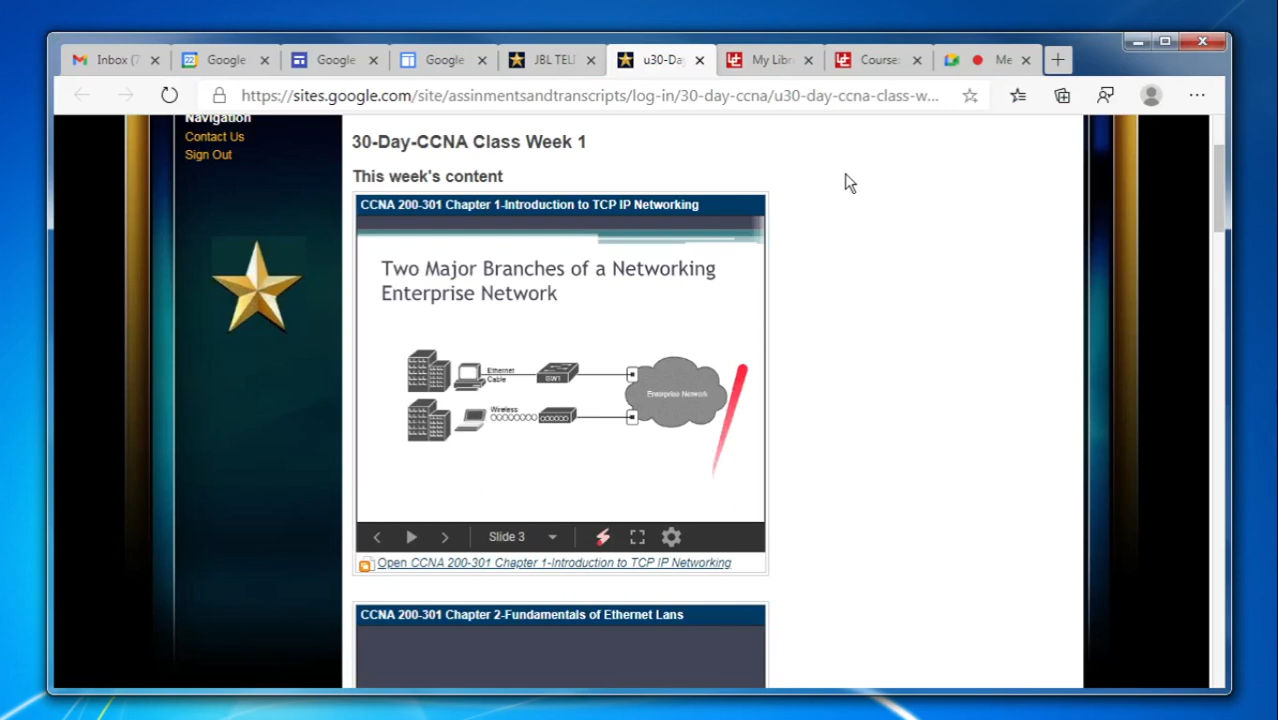 Inbox (7
Google
Google
Google
JBL TELE
u30-Day
My Libr
Course:
Me
https://sites.google.com/site/assinmentsandtranscripts/log-in/30-day-ccna/u30-day-ccna-class-w...
Navigation
Contact Us
Sign Out
30-Day-CCNA Class Week 1
This week's content
CCNA 200-301 Chapter 1-Introduction to TCP IP Networking
Two Major Branches of a Networking
Enterprise Network
Ethernet
Cable
SW1
Enterprise Network
Wireless
Slide 3
Open CCNA 200-301 Chapter 1-Introduction to TCP IP Networking
CCNA 200-301 Chapter 2-Fundamentals of Ethernet Lans